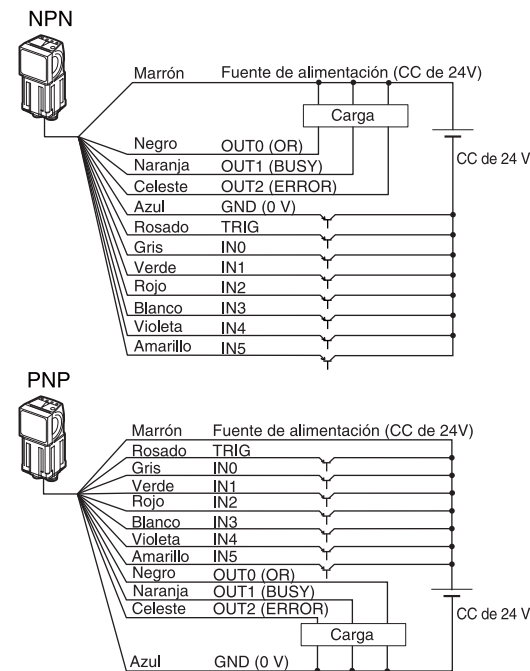 NPN
Marrón Fuente de alimentación (CC de 24V)
Carga
Negro OUT0 (OR)
Naranja OUT1 (BUSY)
CC de 24 V
Celeste OUT2 (ERROR)
Azul GND (0 V)
Rosado TRIG
Gris IN0
Verde IN1
Rojo IN2
Blanco IN3
Violeta IN4
Amarillo IN5
PNP
Marrón Fuente de alimentación (CC de 24V)
Rosado TRIG
Gris IN0
Verde IN1
Rojo IN2
Blanco IN3
Violeta IN4
Amarillo IN5
Negro OUT0 (OR)
Naranja OUT1 (BUSY)
Celeste OUT2 (ERROR)
CC de 24 V
Carga
Azul GND (0 V)